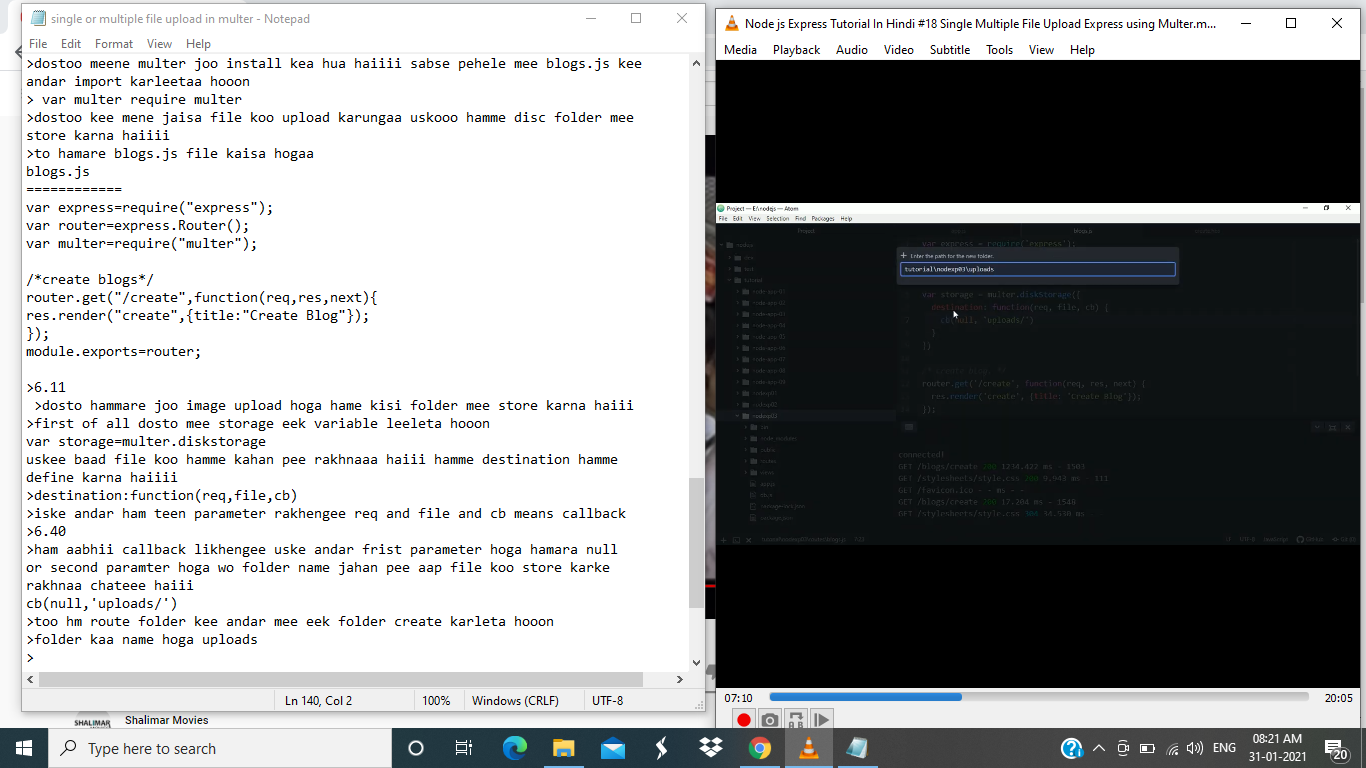 single or multiple file upload in multer - Notepad
File Edit Format View Help
>dostoo meene multer joo install kea hua haiiii sabse pehele mee blogs.js kee
andar import karleetaa hooon
> var multer require multer
>dostoo kee mene jaisa file koo upload karungaa uskooo hamme disc folder mee
store karna haiiii
>to hamare blogs.js file kaisa hogaa
blogs.js
============
var express=require("express");
var router=express.Router();
var multer=require("multer");
/*create blogs*/
router.get("/create",function(req,res,next){
res.render("create",{title:"Create Blog"});
});
module.exports=router;
>6.11
>dosto hammare joo image upload hoga hame kisi folder mee store karna haiii
>first of all dosto mee storage eek variable leeleta hooon
var storage=multer.diskstorage
uskee baad file koo hamme kahan pee rakhnaaa haiii hamme destination hamme
define karna haiiii
>destination:function(req,file,cb)
>iske andar ham teen parameter rakhengee req and file and cb means callback
>6.40
>ham aabhii callback likhengee uske andar frist parameter hoga hamara null
or second paramter hoga wo folder name jahan pee aap file koo store karke
rakhnaa chateee haiii
cb(null,'uploads/')
>too hm route folder kee andar mee eek folder create karleta hooon
>folder kaa name hoga uploads
>
Ln 140, Col 2 100% Windows (CRLF) UTF-8
SHALIMAR Shalimar Movies
Node js Express Tutorial In Hindi #18 Single Multiple File Upload Express using Multer.m...
Media Playback Audio Video Subtitle Tools View Help
Project — E:\nodejs — Atom
File Edit View Selection Find Packages Help
Project blogs.js
var express = require('express');
Enter the path for the new folder.
tutorial\nodexp03\uploads
var storage = multer.diskStorage({
destination: function(req, file, cb) {
cb(null, 'uploads/')
}
})
router.get('/create', function(req, res, next) {
res.render('create', {title: 'Create Blog'});
});
tutorial
nodexp03
node_modules
connected!
GET /blogs/create 200 1234.422 ms - 1503
GET /stylesheets/style.css 200 9.943 ms - 111
GET /favicon.ico - - ms - -
GET /blogs/create 200 17.204 ms - 1548
GET /stylesheets/style.css 304 34.530 ms
07:10 20:05
A B
Type here to search
ENG
08:21 AM
31-01-2021
20